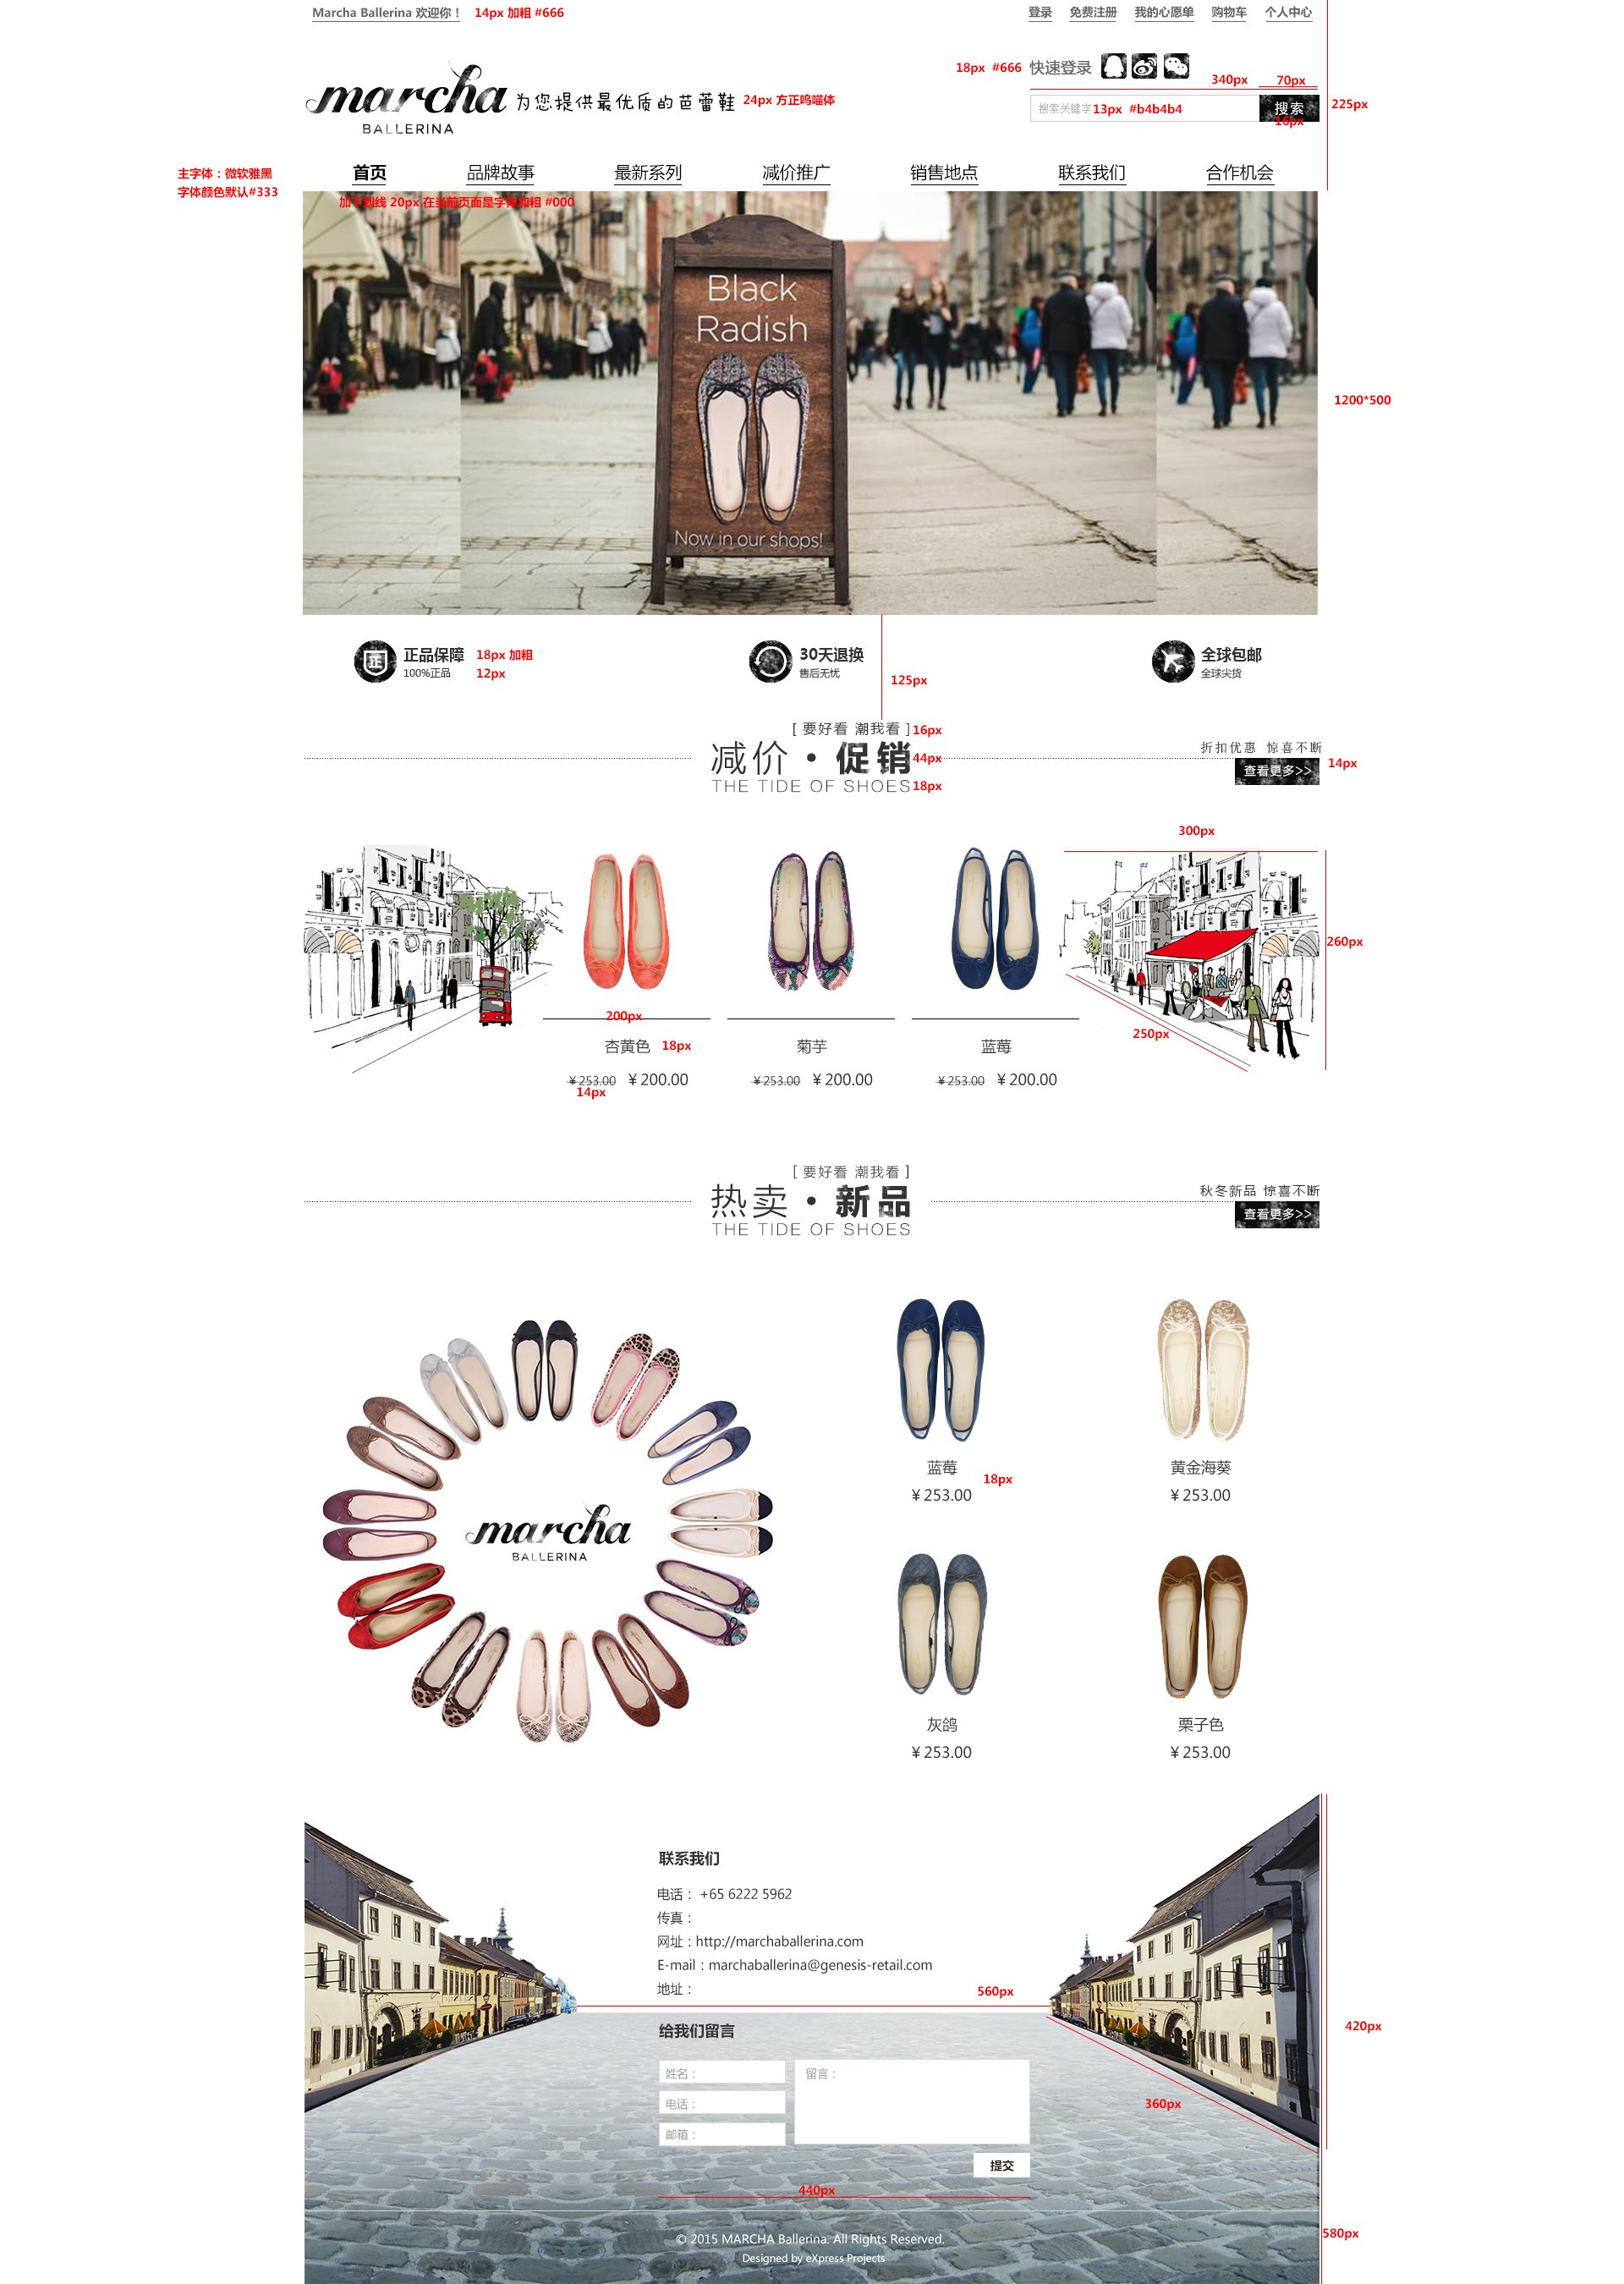 Marcha Ballerina 欢迎你！ 14px 加粗 #666 登录 免费注册 我的心愿单 购物车 个人中心
18px #666 快速登录
340px 70px
marcha 为您提供最优质的芭蕾鞋 24px 方正呜喵体
搜索关键字 13px #b4b4b4 搜索 225px
16px
BALLERINA
主字体：微软雅黑
字体颜色默认#333
首页 品牌故事 最新系列 减价推广 销售地点 联系我们 合作机会
加下划线 20px 在当前页面是字体加粗 #000
Black
Radish
1200*500
Now in our shops!
正
正品保障 18px 加粗
100%正品 12px
30天退换
售后无忧
全球包邮
全球尖货
125px
[ 要好看 潮我看 ] 16px
减价·促销 44px
THE TIDE OF SHOES 18px
折扣优惠 惊喜不断
查看更多>> 14px
300px
260px
250px
200px
杏黄色 18px
¥253.00 ¥200.00
14px
菊芋
¥253.00 ¥200.00
蓝莓
¥253.00 ¥200.00
[ 要好看 潮我看 ]
热卖·新品
THE TIDE OF SHOES
秋冬新品 惊喜不断
查看更多>>
marcha
BALLERINA
蓝莓 18px
¥253.00
黄金海葵
¥253.00
灰鸽
¥253.00
栗子色
¥253.00
联系我们
电话： +65 6222 5962
传真：
网址：http://marchaballerina.com
E-mail：marchaballerina@genesis-retail.com
地址：
560px
420px
给我们留言
姓名：
电话：
邮箱：
留言：
360px
提交
440px
580px
© 2015 MARCHA Ballerina. All Rights Reserved.
Designed by eXpress Projects